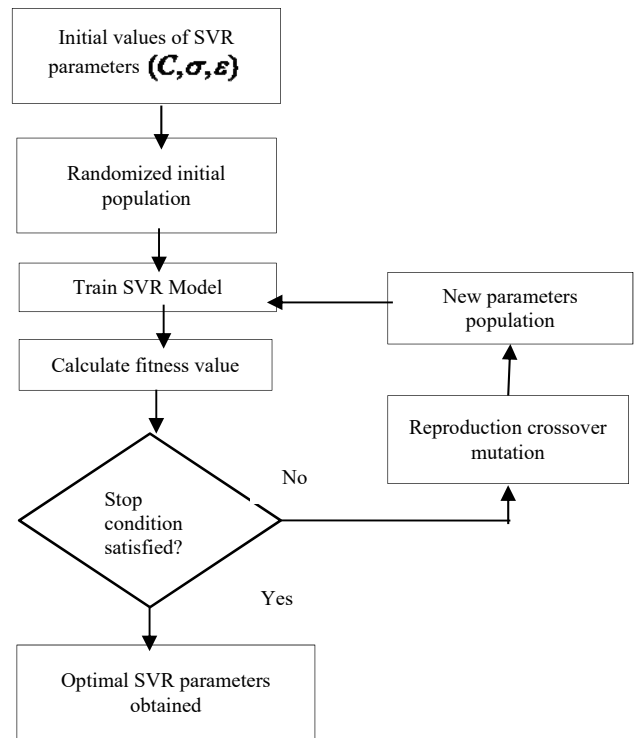 Initial values of SVR
parameters (C,σ,ε)
Randomized initial
population
Train SVR Model
New parameters
population
Calculate fitness value
Reproduction crossover
mutation
No
Stop
condition
satisfied?
Yes
Optimal SVR parameters
obtained